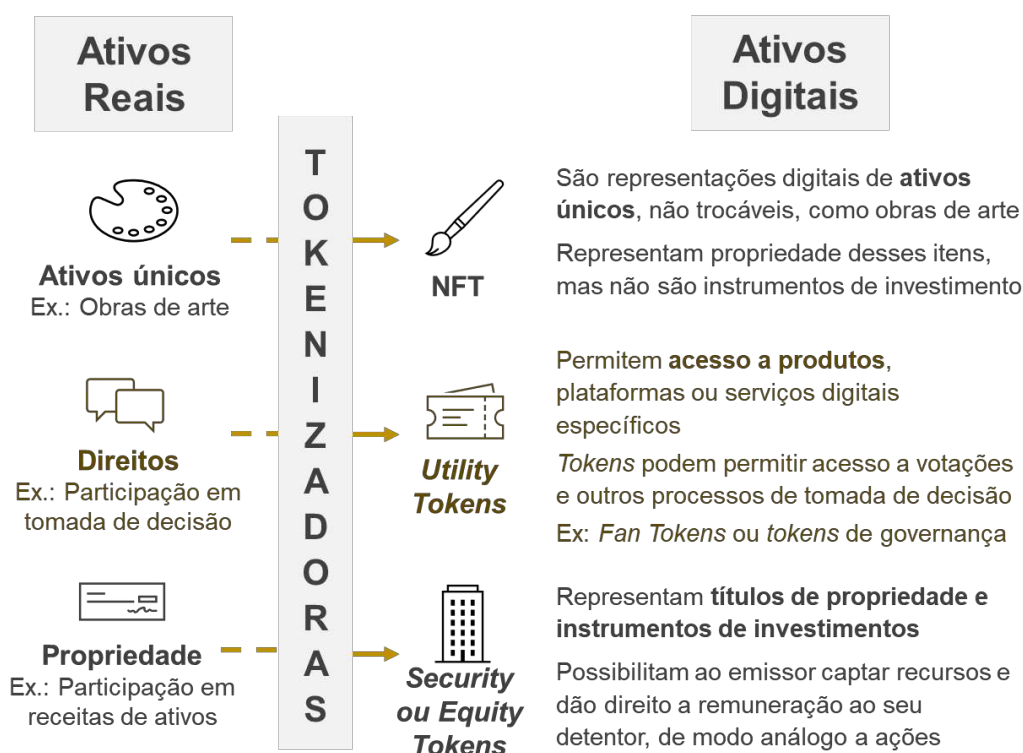 Ativos
Reais
Ativos
Digitais
TOKENIZADORAS
Ativos únicos
Ex.: Obras de arte
NFT
São representações digitais de ativos
únicos, não trocáveis, como obras de arte
Representam propriedade desses itens,
mas não são instrumentos de investimento
Direitos
Ex.: Participação em
tomada de decisão
Utility
Tokens
Permitem acesso a produtos,
plataformas ou serviços digitais
específicos
Tokens podem permitir acesso a votações
e outros processos de tomada de decisão
Ex: Fan Tokens ou tokens de governança
Propriedade
Ex.: Participação em
receitas de ativos
Security
ou Equity
Tokens
Representam títulos de propriedade e
instrumentos de investimentos
Possibilitam ao emissor captar recursos e
dão direito a remuneração ao seu
detentor, de modo análogo a ações